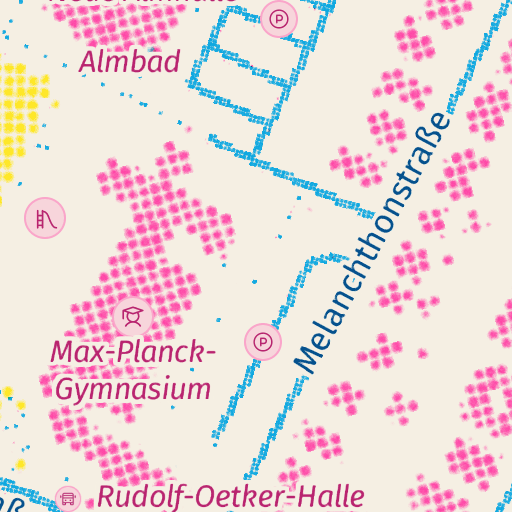 Almbad
Melanchthonstraße
Max-Planck-
Gymnasium
Rudolf-Oetker-Halle
P
P